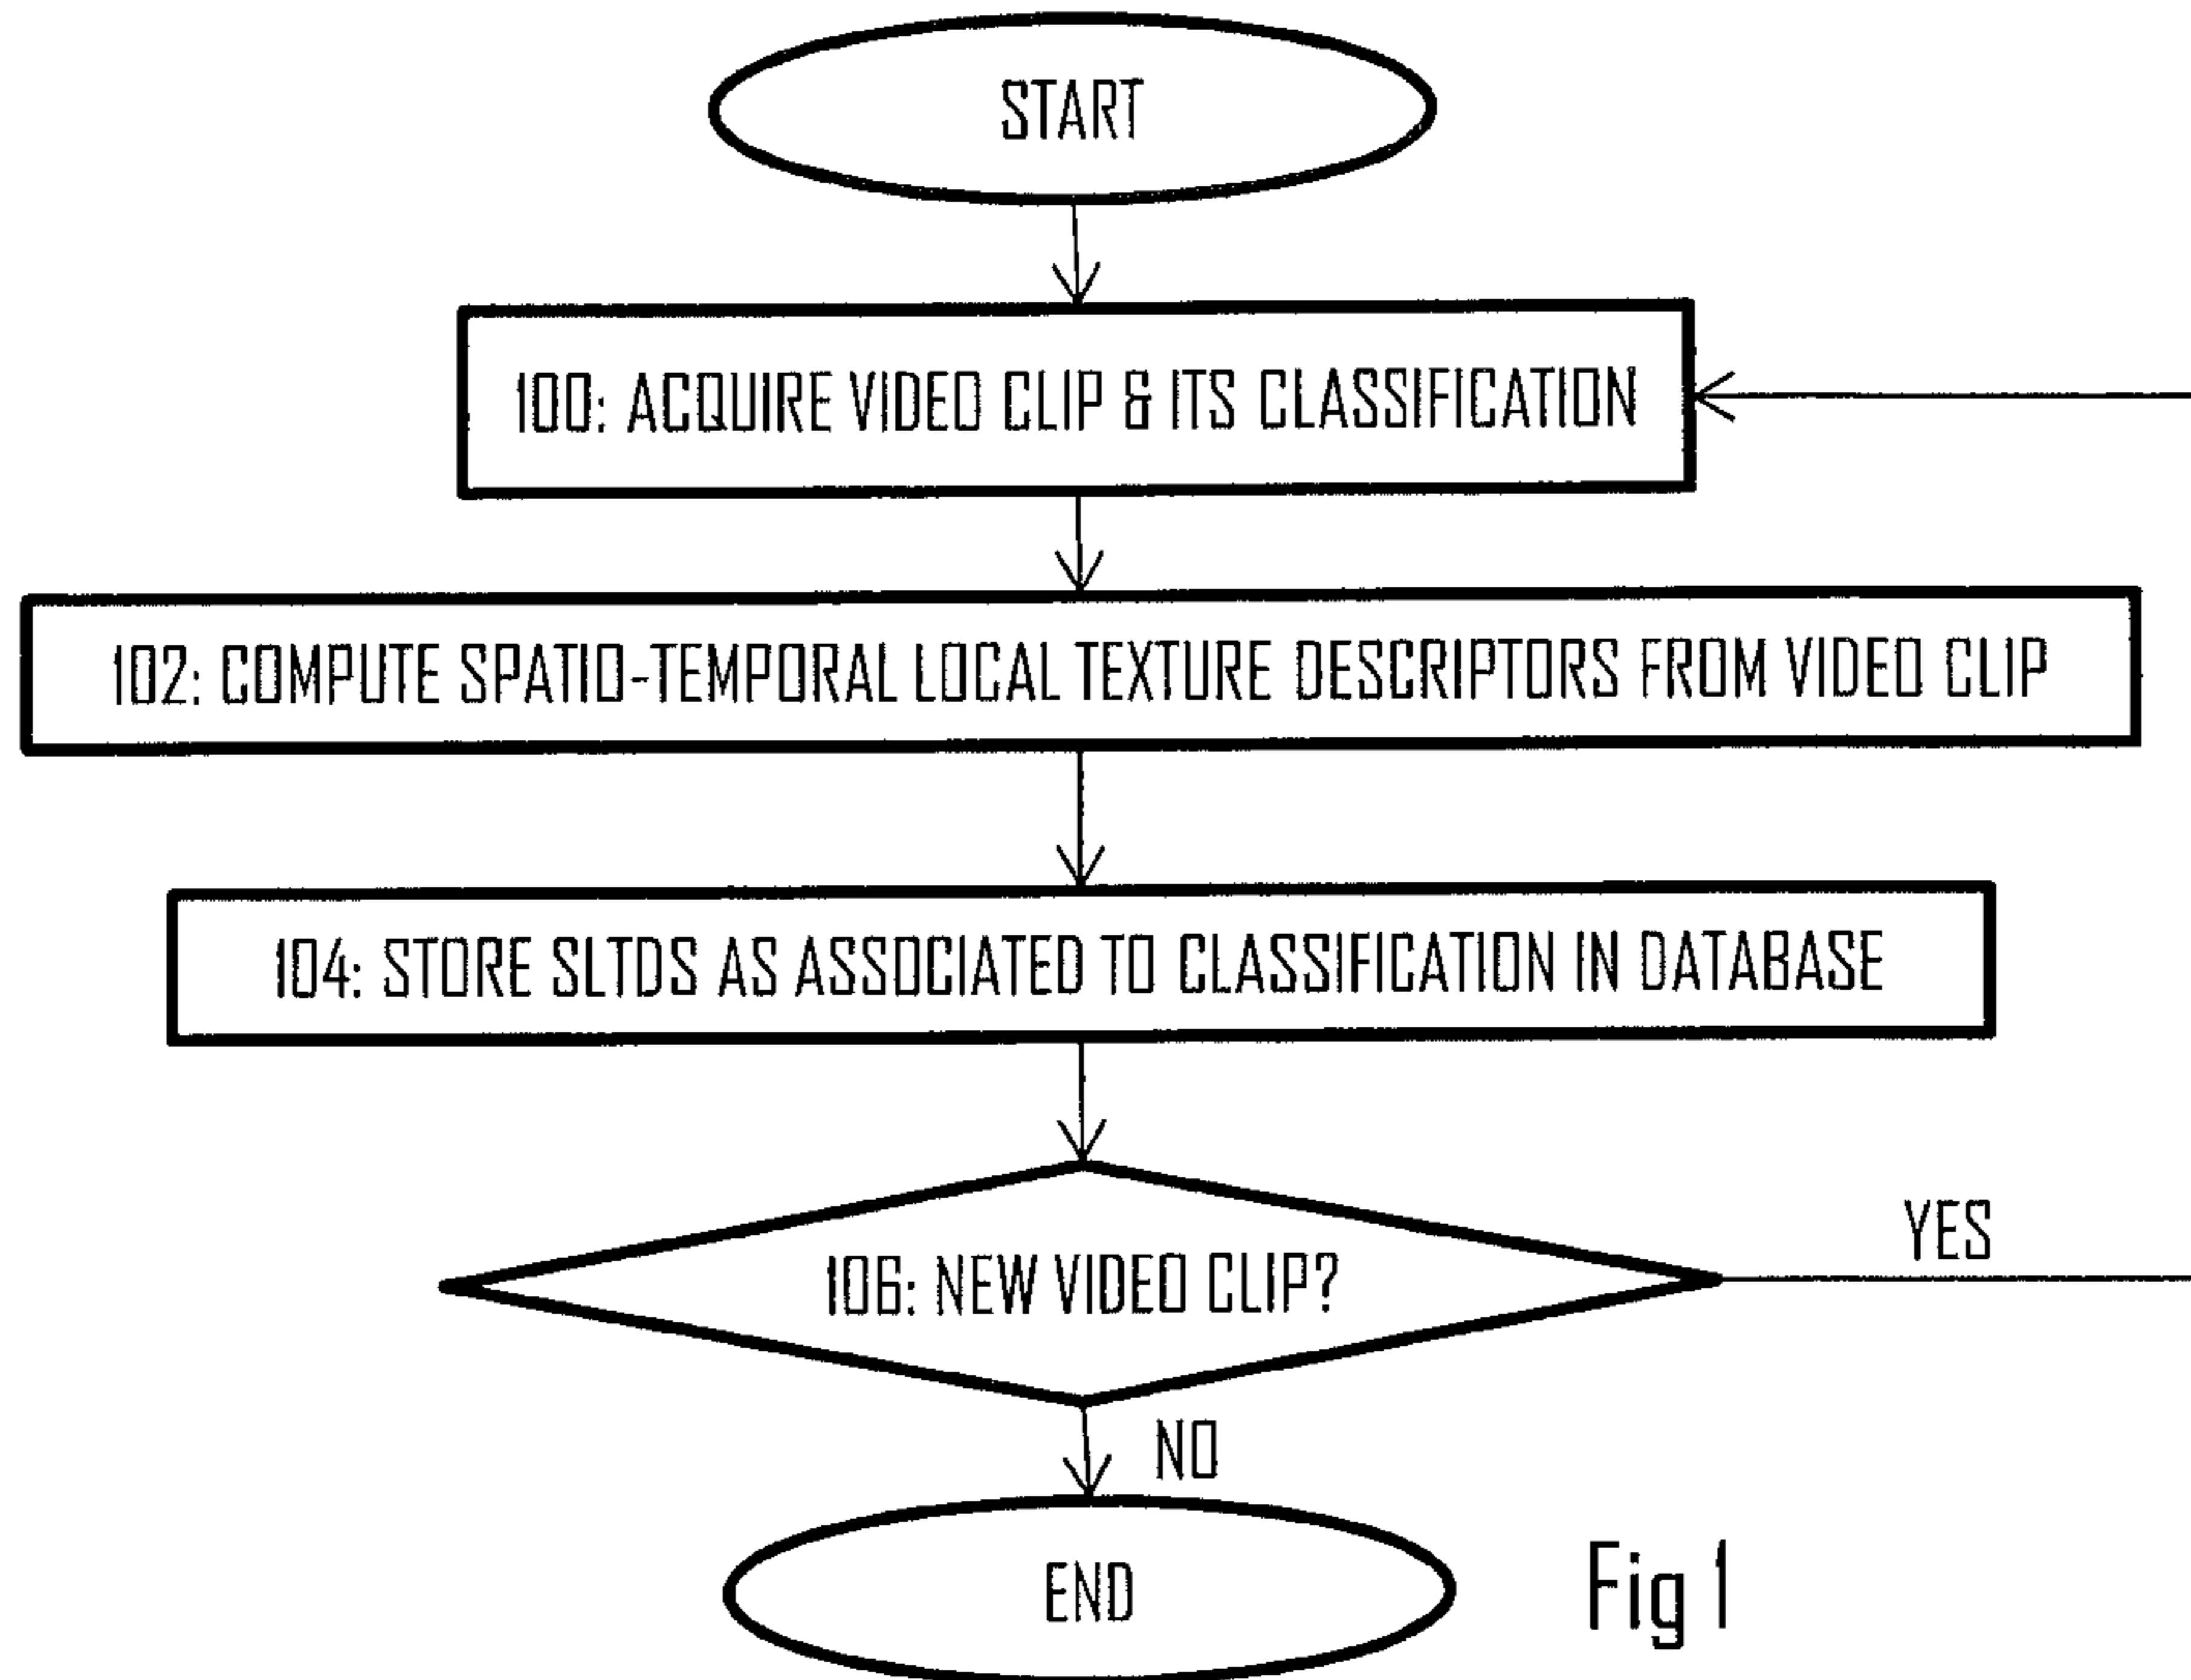 START
100: ACQUIRE VIDEO CLIP & ITS CLASSIFICATION
102: COMPUTE SPATIO-TEMPORAL LOCAL TEXTURE DESCRIPTORS FROM VIDEO CLIP
104: STORE SLTDS AS ASSOCIATED TO CLASSIFICATION IN DATABASE
106: NEW VIDEO CLIP?
YES
NO
END
Fig 1